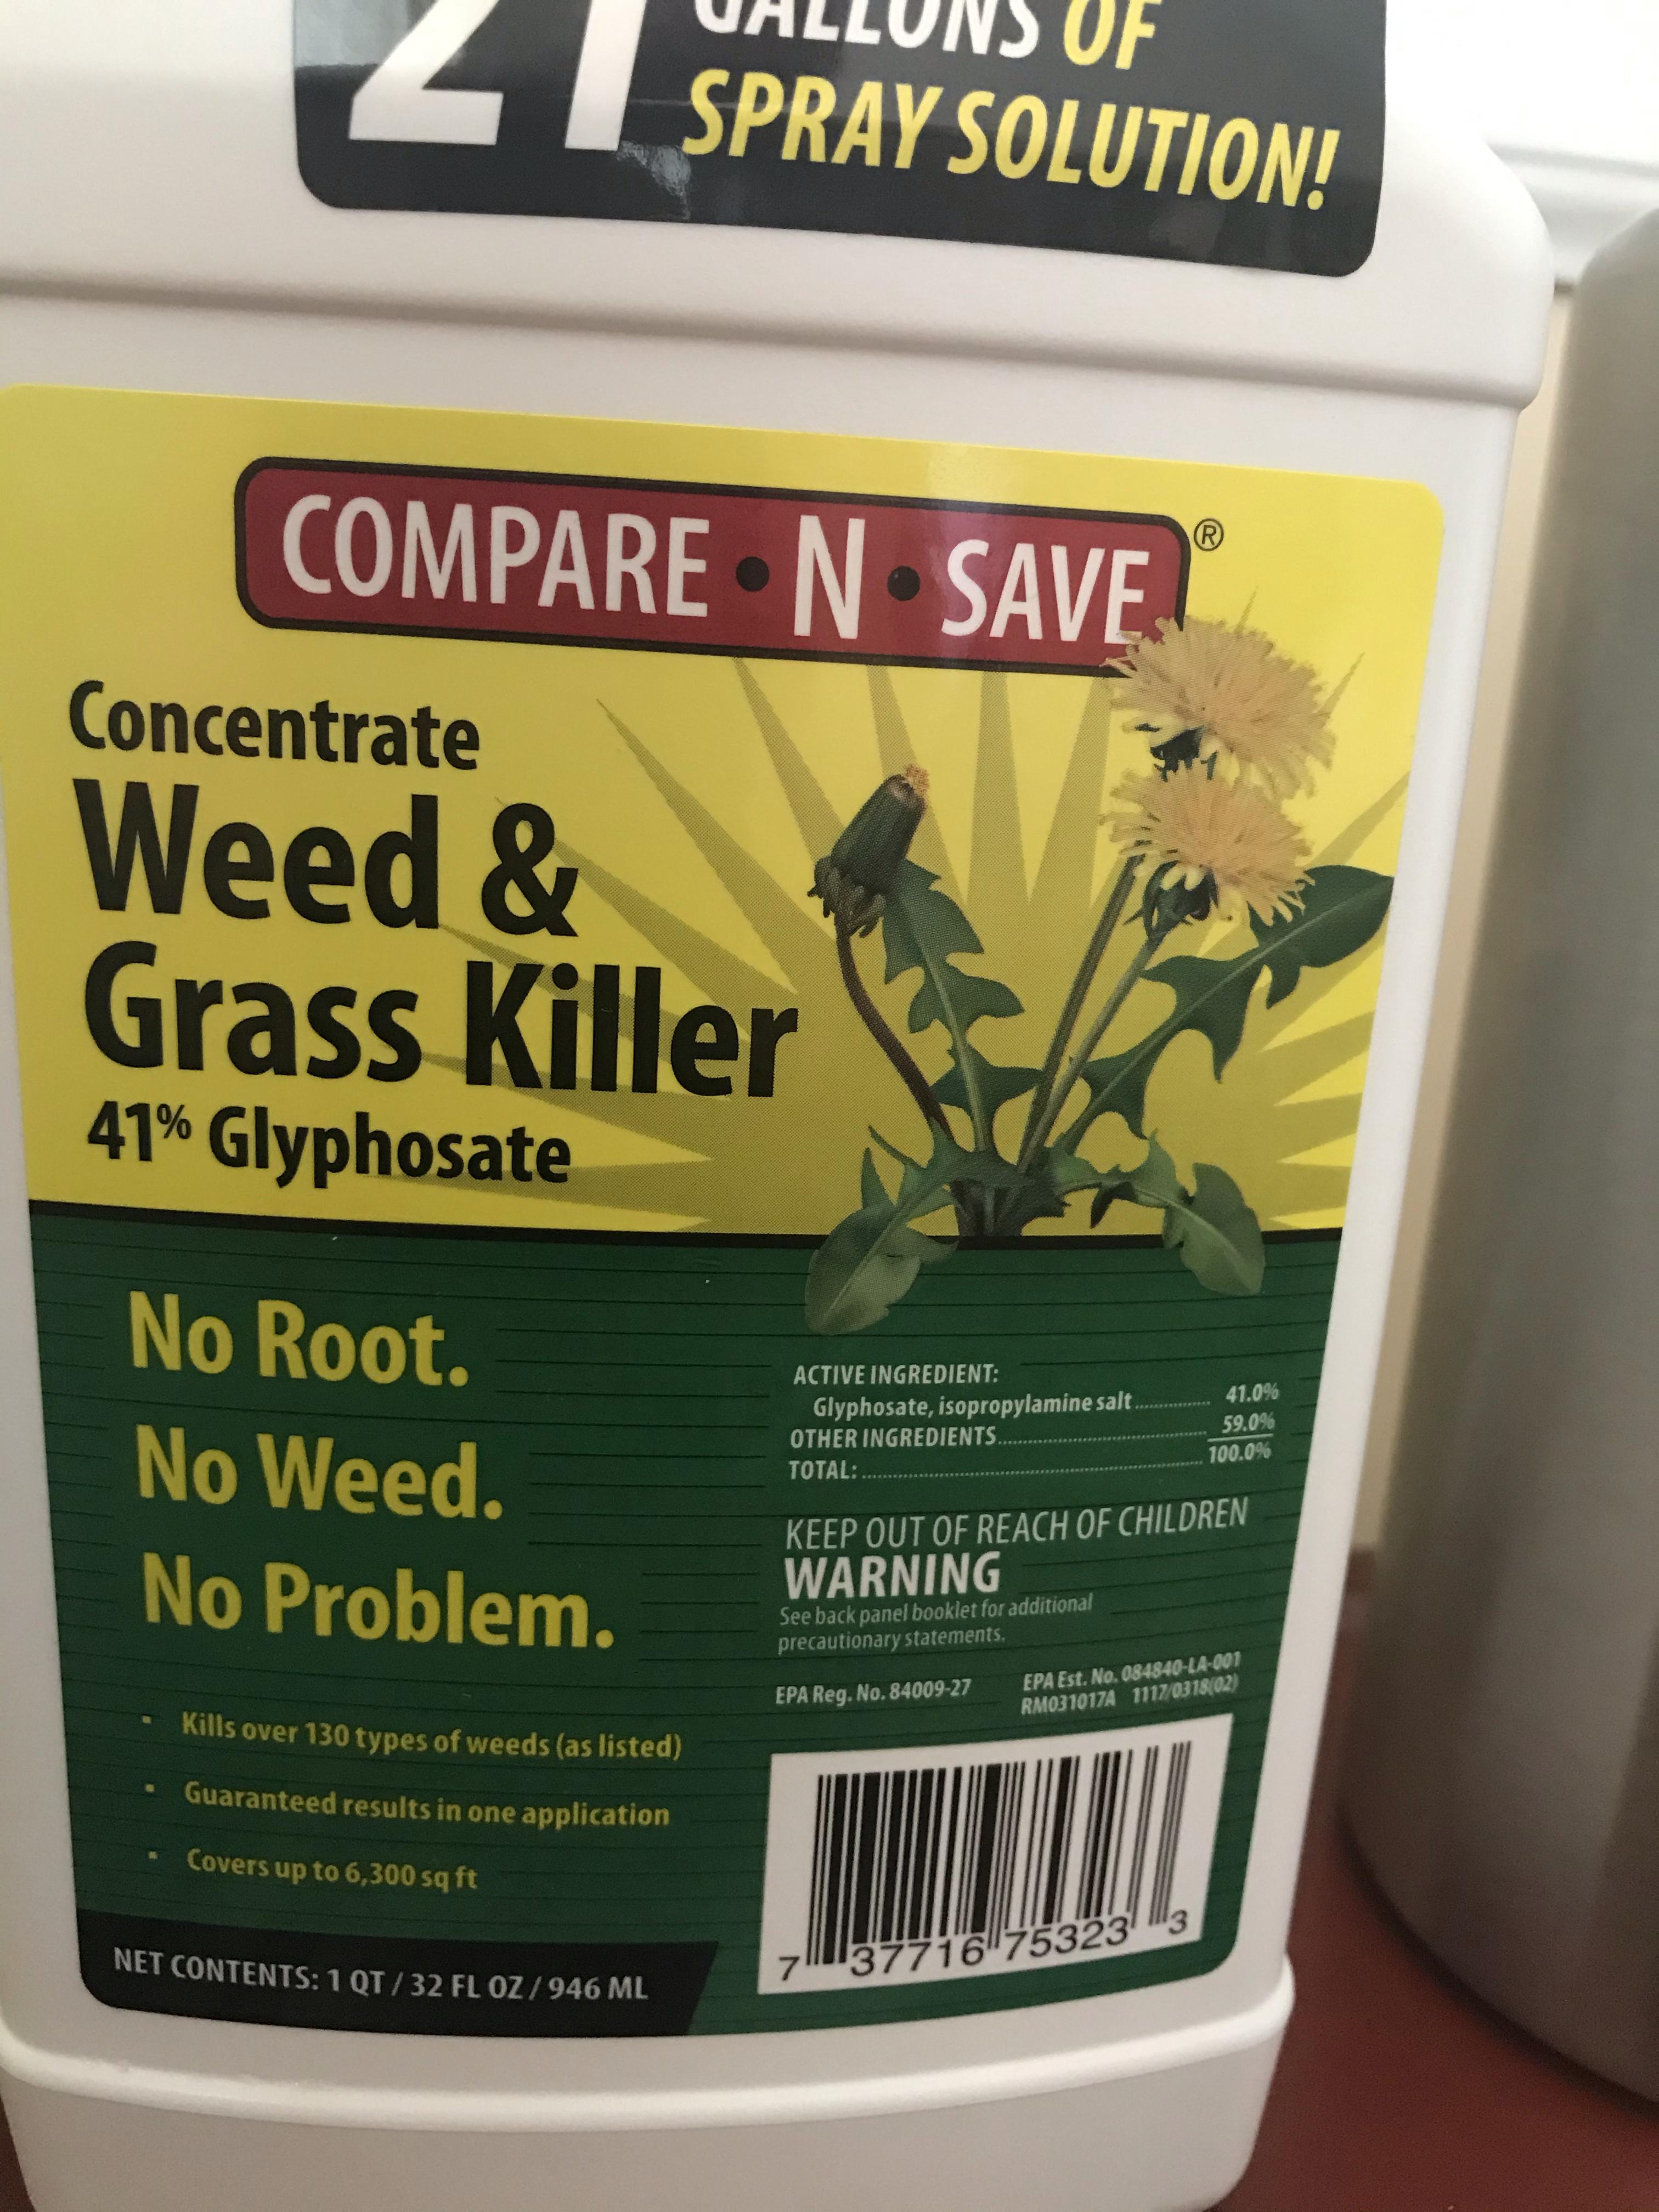 21 GALLONS OF
SPRAY SOLUTION!
COMPARE • N • SAVE®
Concentrate
Weed &
Grass Killer
41% Glyphosate
No Root.
No Weed.
No Problem.
▪ Kills over 130 types of weeds (as listed)
▪ Guaranteed results in one application
▪ Covers up to 6,300 sq ft
NET CONTENTS: 1 QT / 32 FL OZ / 946 ML
ACTIVE INGREDIENT:
Glyphosate, isopropylamine salt .............. 41.0%
OTHER INGREDIENTS.............................. 59.0%
TOTAL: .............................. 100.0%
KEEP OUT OF REACH OF CHILDREN
WARNING
See back panel booklet for additional
precautionary statements.
EPA Reg. No. 84009-27
EPA Est. No. 084840-LA-001
RM031017A 1117/0318(02)
7 37716 75323 3